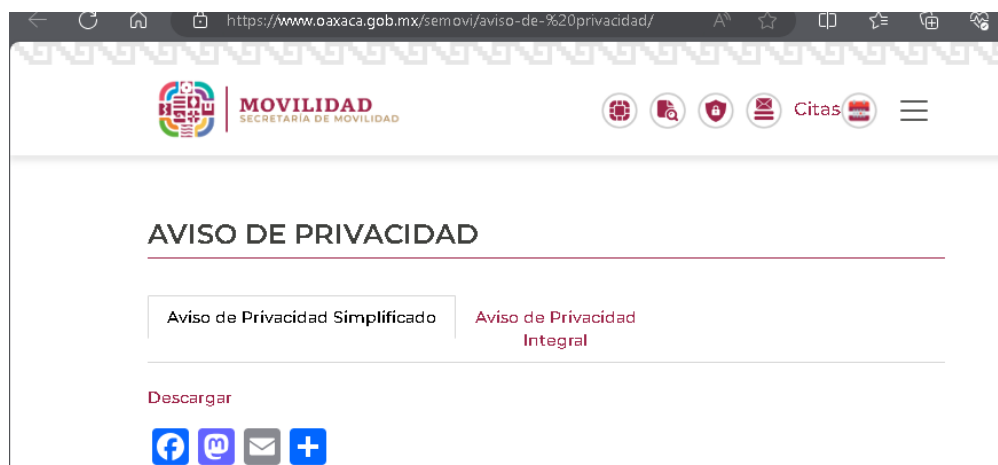 https://www.oaxaca.gob.mx/semovi/aviso-de-%20privacidad/
MOVILIDAD
SECRETARÍA DE MOVILIDAD
Citas
AVISO DE PRIVACIDAD
Aviso de Privacidad Simplificado
Aviso de Privacidad
Integral
Descargar